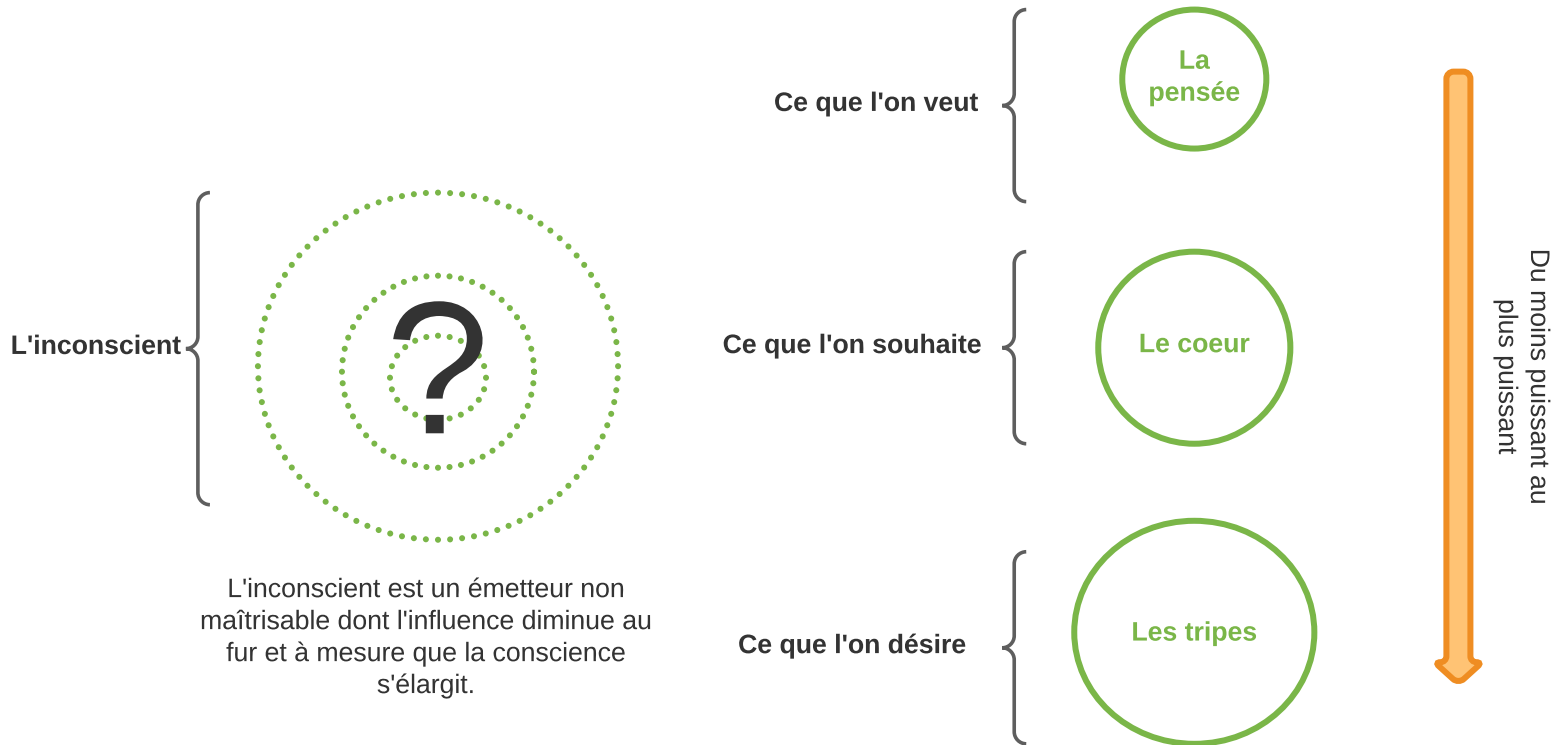 L'inconscient
?
L'inconscient est un émetteur non
maîtrisable dont l'influence diminue au
fur et à mesure que la conscience
s'élargit.
Ce que l'on veut
La
pensée
Ce que l'on souhaite
Le coeur
Ce que l'on désire
Les tripes
Du moins puissant au
plus puissant